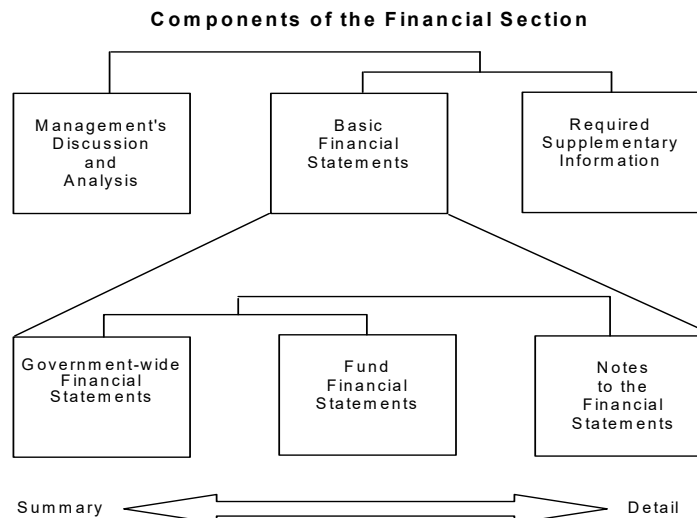 Components of the Financial Section
Management's
Discussion
and
Analysis
Basic
Financial
Statements
Required
Supplementary
Information
Government-wide
Financial
Statements
Fund
Financial
Statements
Notes
to the
Financial
Statements
Summary
Detail